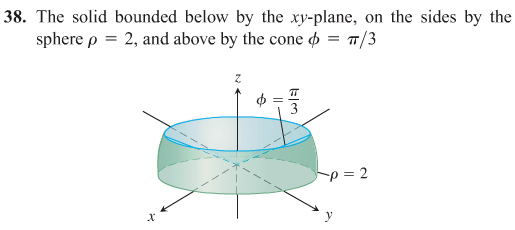 38. The solid bounded below by the xy-plane, on the sides by the
sphere ρ = 2, and above by the cone ϕ = π/3
z
ϕ = π/3
ρ = 2
x
y